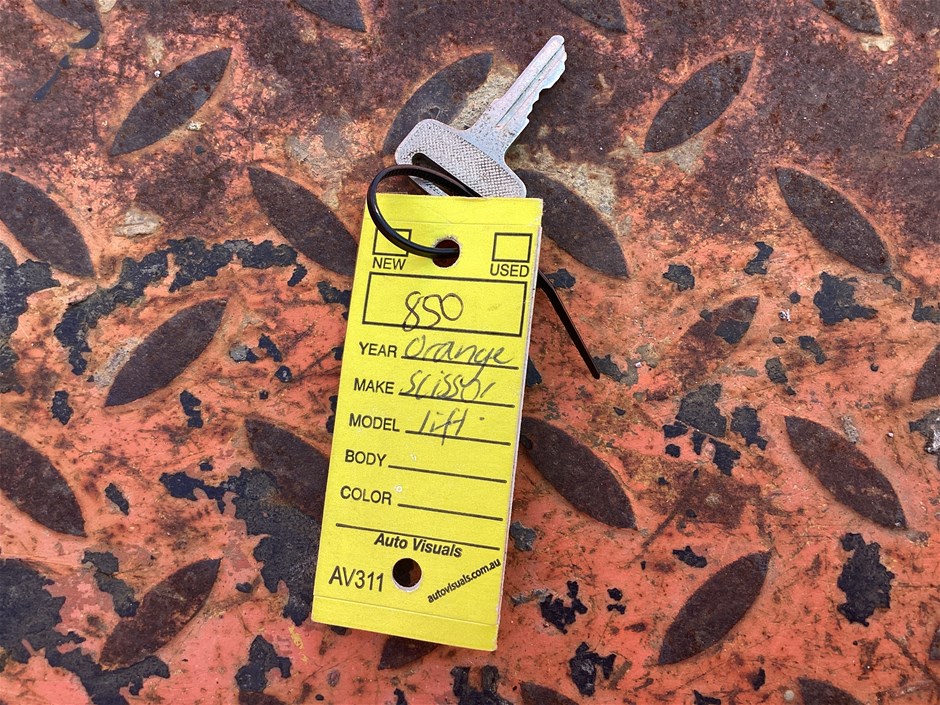 NEW USED
850
YEAR Orange
MAKE scissor
MODEL lift
BODY
COLOR
Auto Visuals
AV311 autovisuals.com.au